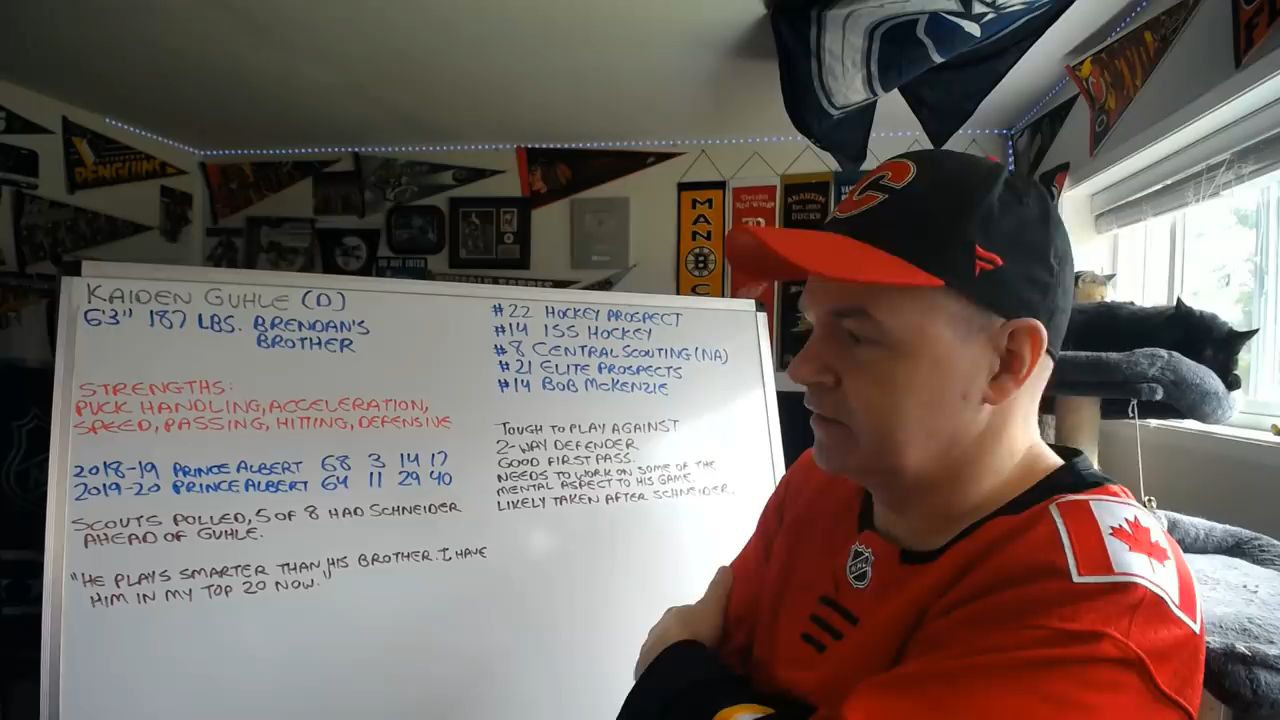 KAIDEN GUHLE (D)
6'3" 187 LBS. BRENDAN'S
BROTHER
STRENGTHS:
PUCK HANDLING, ACCELERATION,
SPEED, PASSING, HITTING, DEFENSIVE
2018-19 PRINCE ALBERT 68 3 14 17
2019-20 PRINCE ALBERT 64 11 29 40
SCOUTS POLLED, 5 OF 8 HAD SCHNEIDER
AHEAD OF GUHLE.
"HE PLAYS SMARTER THAN HIS BROTHER. I HAVE
HIM IN MY TOP 20 NOW."
#22 HOCKEY PROSPECT
#14 ISS HOCKEY
#8 CENTRAL SCOUTING (NA)
#21 ELITE PROSPECTS
#14 BOB McKENZIE
TOUGH TO PLAY AGAINST
2-WAY DEFENDER
GOOD FIRST PASS.
NEEDS TO WORK ON SOME OF THE
MENTAL ASPECT TO HIS GAME.
LIKELY TAKEN AFTER SCHNEIDER.
PENGUINS
MAN
C
B
ANAHEIM
DUCKS
C
NHL